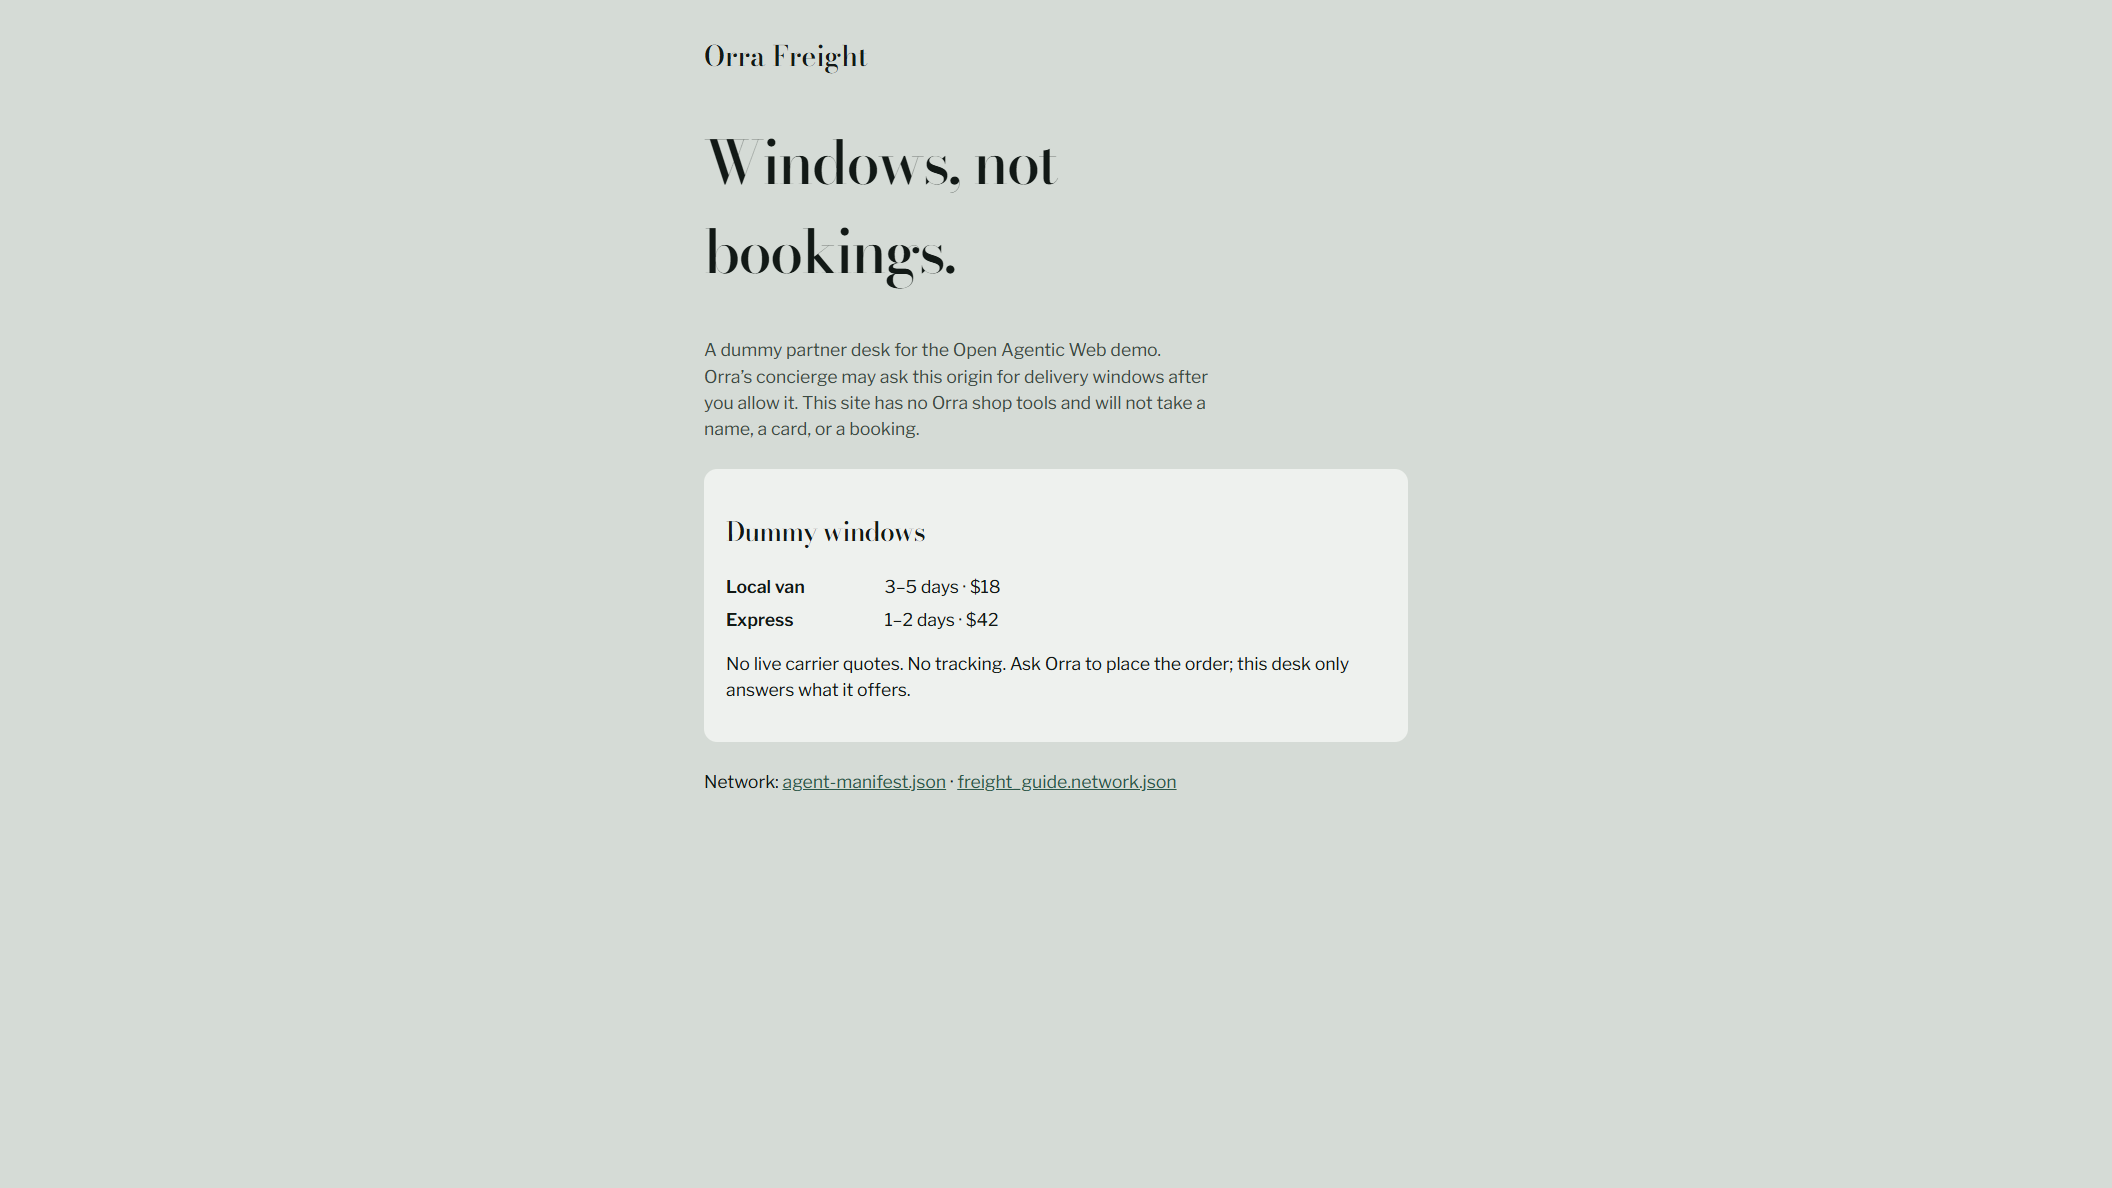 Orra Freight
Windows, not
bookings.
A dummy partner desk for the Open Agentic Web demo.
Orra’s concierge may ask this origin for delivery windows after
you allow it. This site has no Orra shop tools and will not take a
name, a card, or a booking.
Dummy windows
Local van 3–5 days · $18
Express 1–2 days · $42
No live carrier quotes. No tracking. Ask Orra to place the order; this desk only
answers what it offers.
Network: agent-manifest.json · freight_guide.network.json